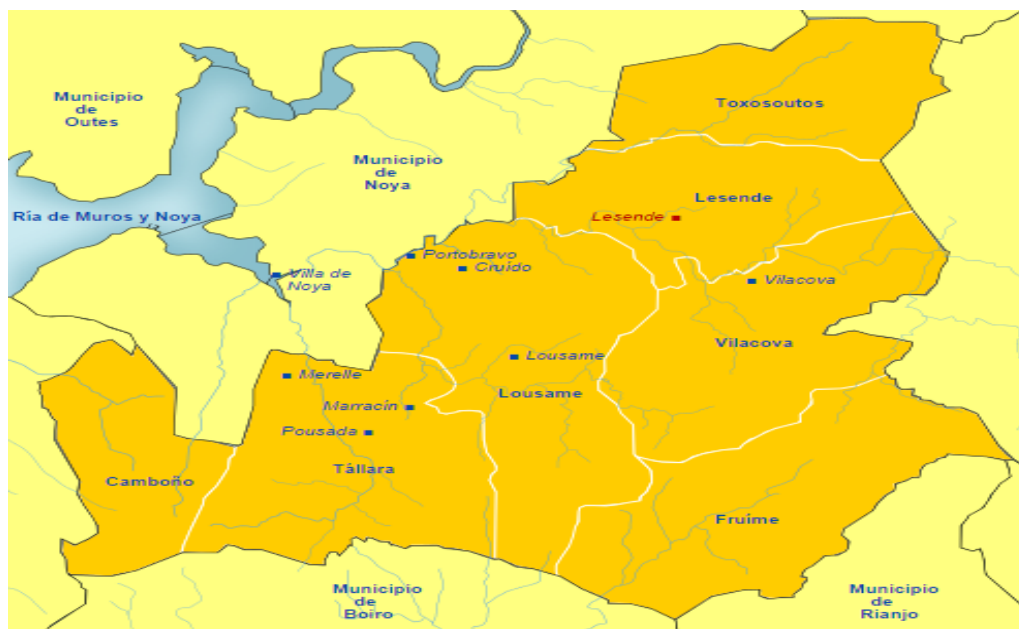 Municipio
de
Outes
Toxosoutos
Municipio
de
Noya
Ría de Muros y Noya
Lesende
Lesende
Portobravo
Cruído
Villa de
Noya
Vilacova
Vilacova
Lousame
Lousame
Merelle
Marracín
Pousada
Tállara
Camboño
Fruíme
Municipio
de
Boiro
Municipio
de
Rianjo